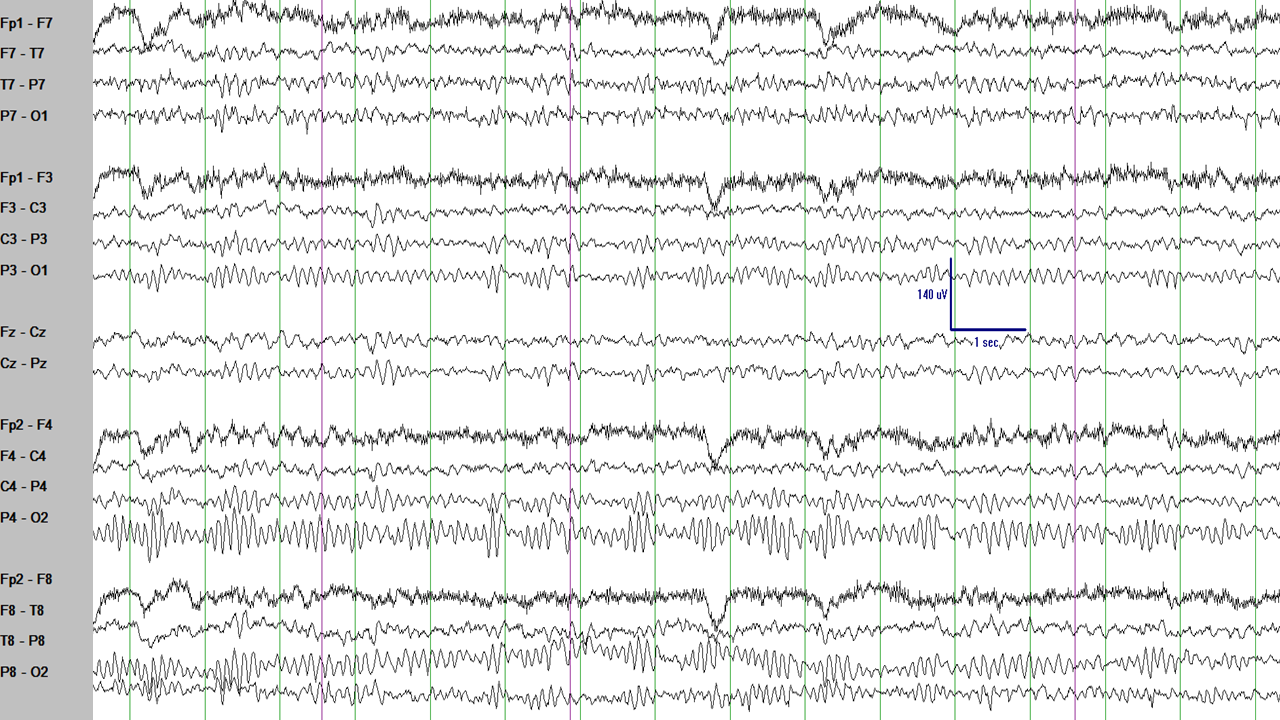 Fp1 - F7
F7 - T7
T7 - P7
P7 - O1
Fp1 - F3
F3 - C3
C3 - P3
P3 - O1
140 uV
Fz - Cz
1 sec
Cz - Pz
Fp2 - F4
F4 - C4
C4 - P4
P4 - O2
Fp2 - F8
F8 - T8
T8 - P8
P8 - O2